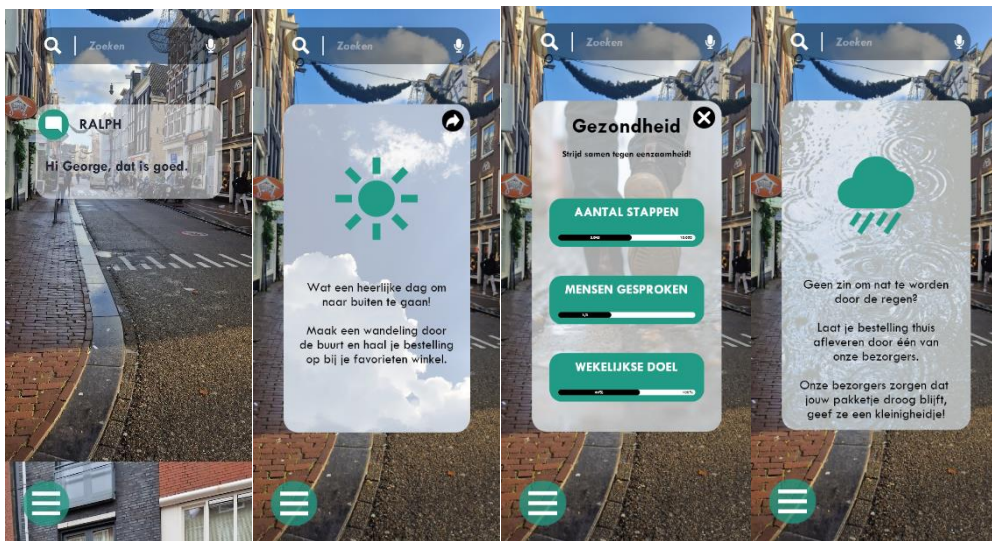 Zoeken
RALPH
Hi George, dat is goed.
Zoeken
Wat een heerlijke dag om
naar buiten te gaan!
Maak een wandeling door
de buurt en haal je bestelling
op bij je favorieten winkel.
Zoeken
Gezondheid
Strijd samen tegen eenzaamheid!
AANTAL STAPPEN
MENSEN GESPROKEN
WEKELIJKSE DOEL
Zoeken
Geen zin om nat te worden
door de regen?
Laat je bestelling thuis
afleveren door één van
onze bezorgers.
Onze bezorgers zorgen dat
jouw pakketje droog blijft,
geef ze een kleinigheidje!